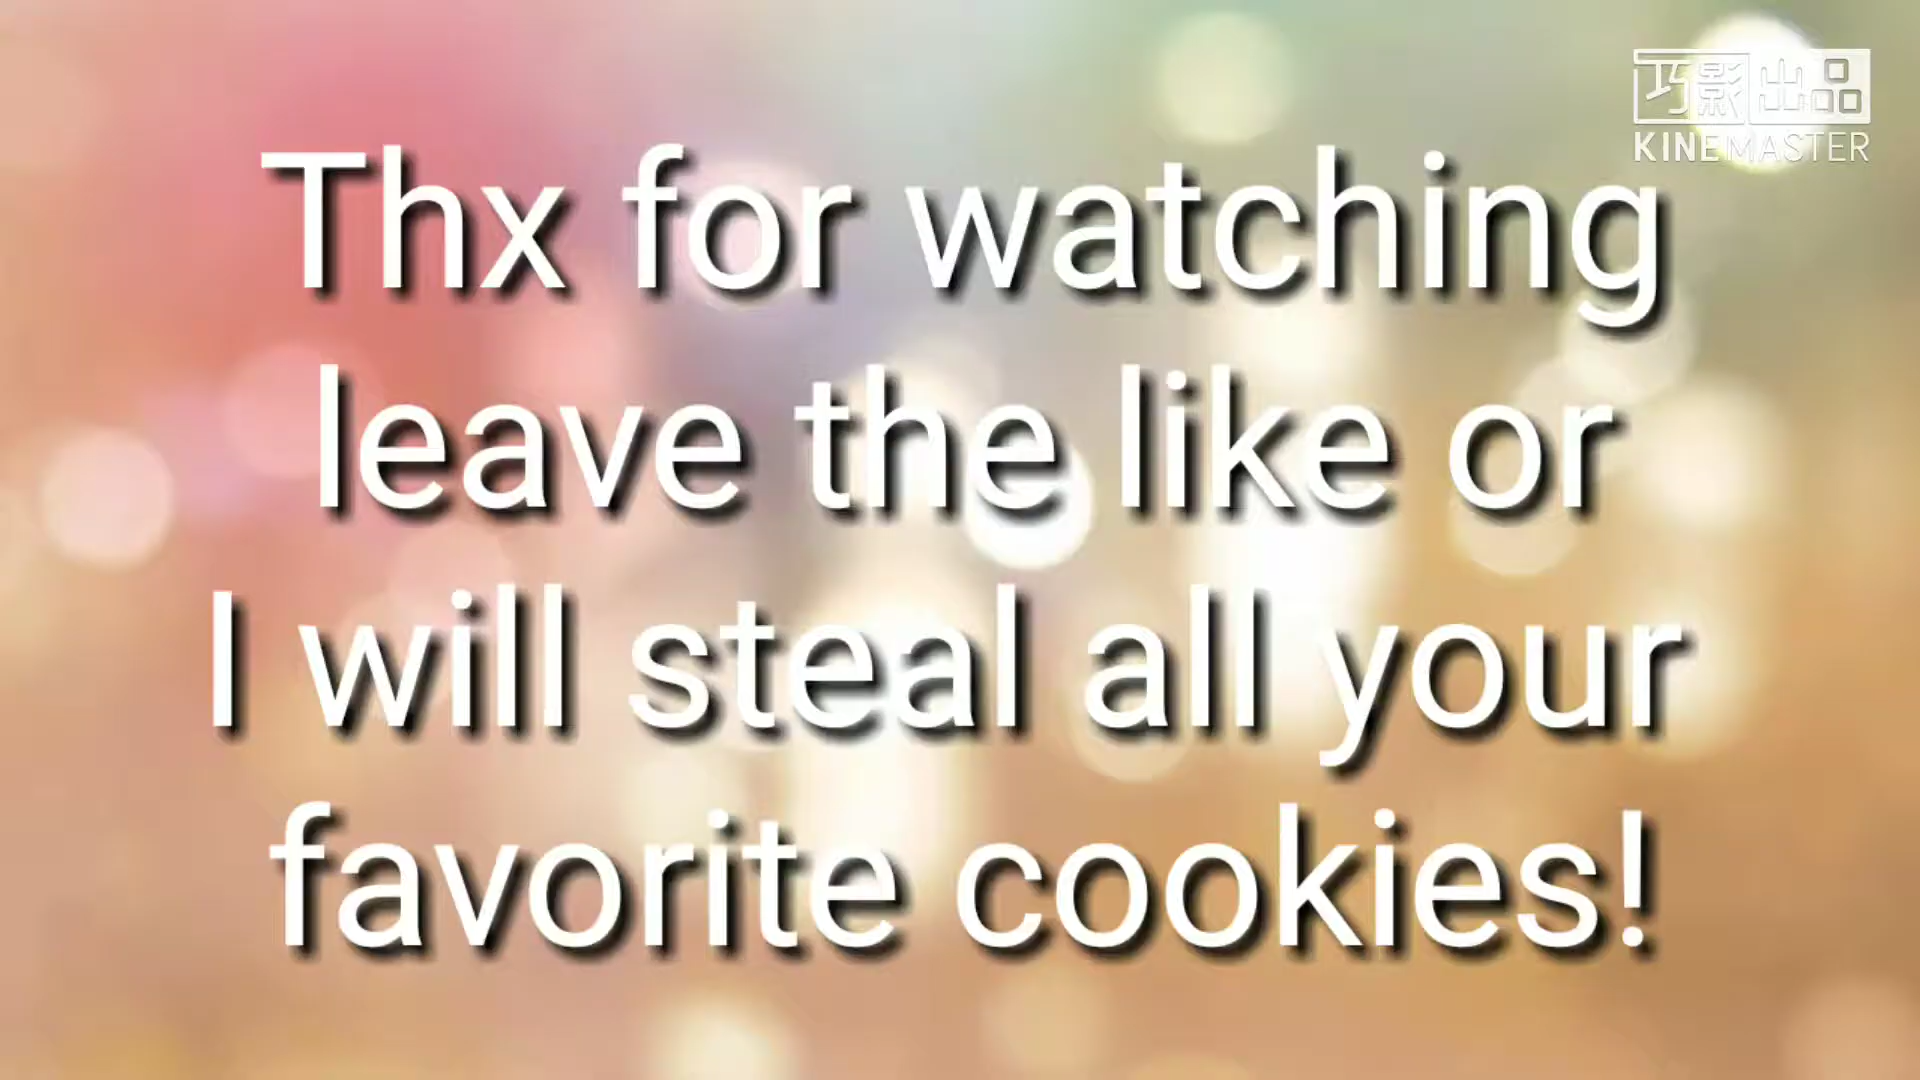 巧影出品
KINEMASTER
Thx for watching
leave the like or
I will steal all your
favorite cookies!